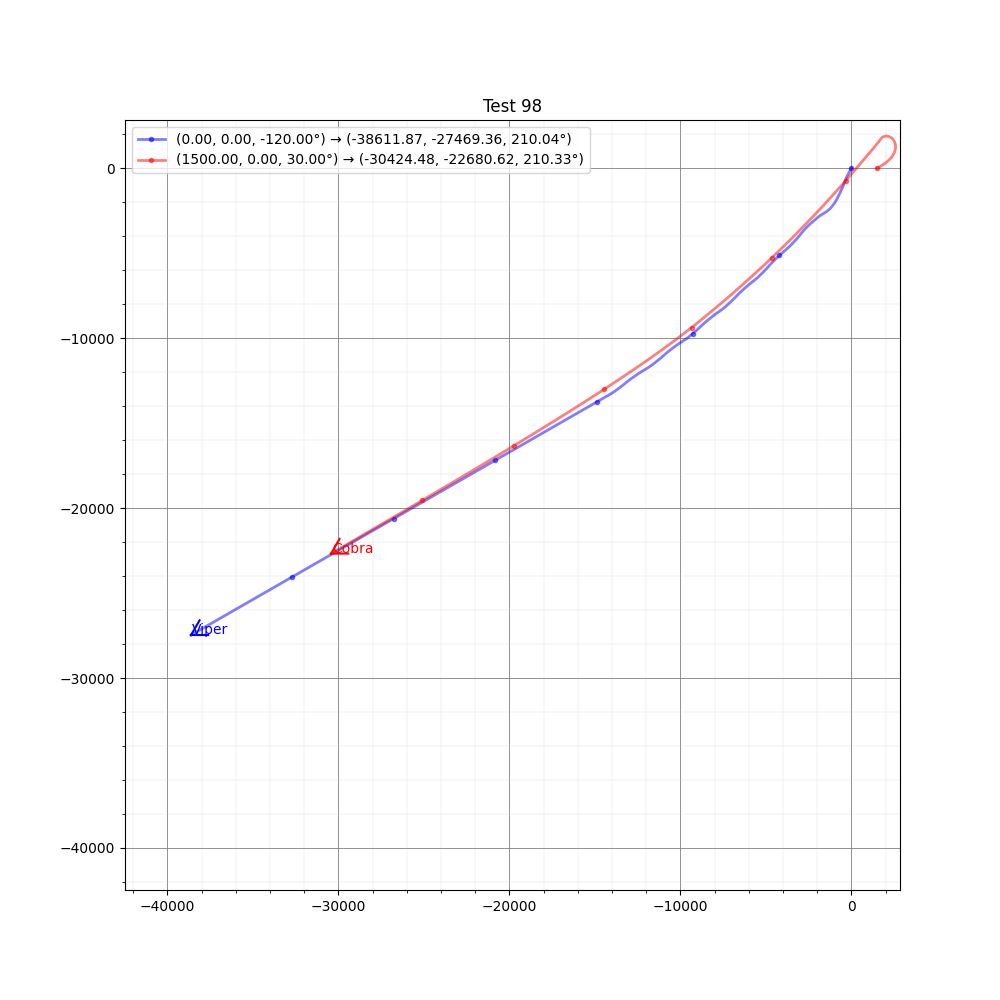 Test 98
(0.00, 0.00, -120.00°) → (-38611.87, -27469.36, 210.04°)
(1500.00, 0.00, 30.00°) → (-30424.48, -22680.62, 210.33°)
0
−10000
−20000
−30000
−40000
Cobra
Viper
−40000
−30000
−20000
−10000
0